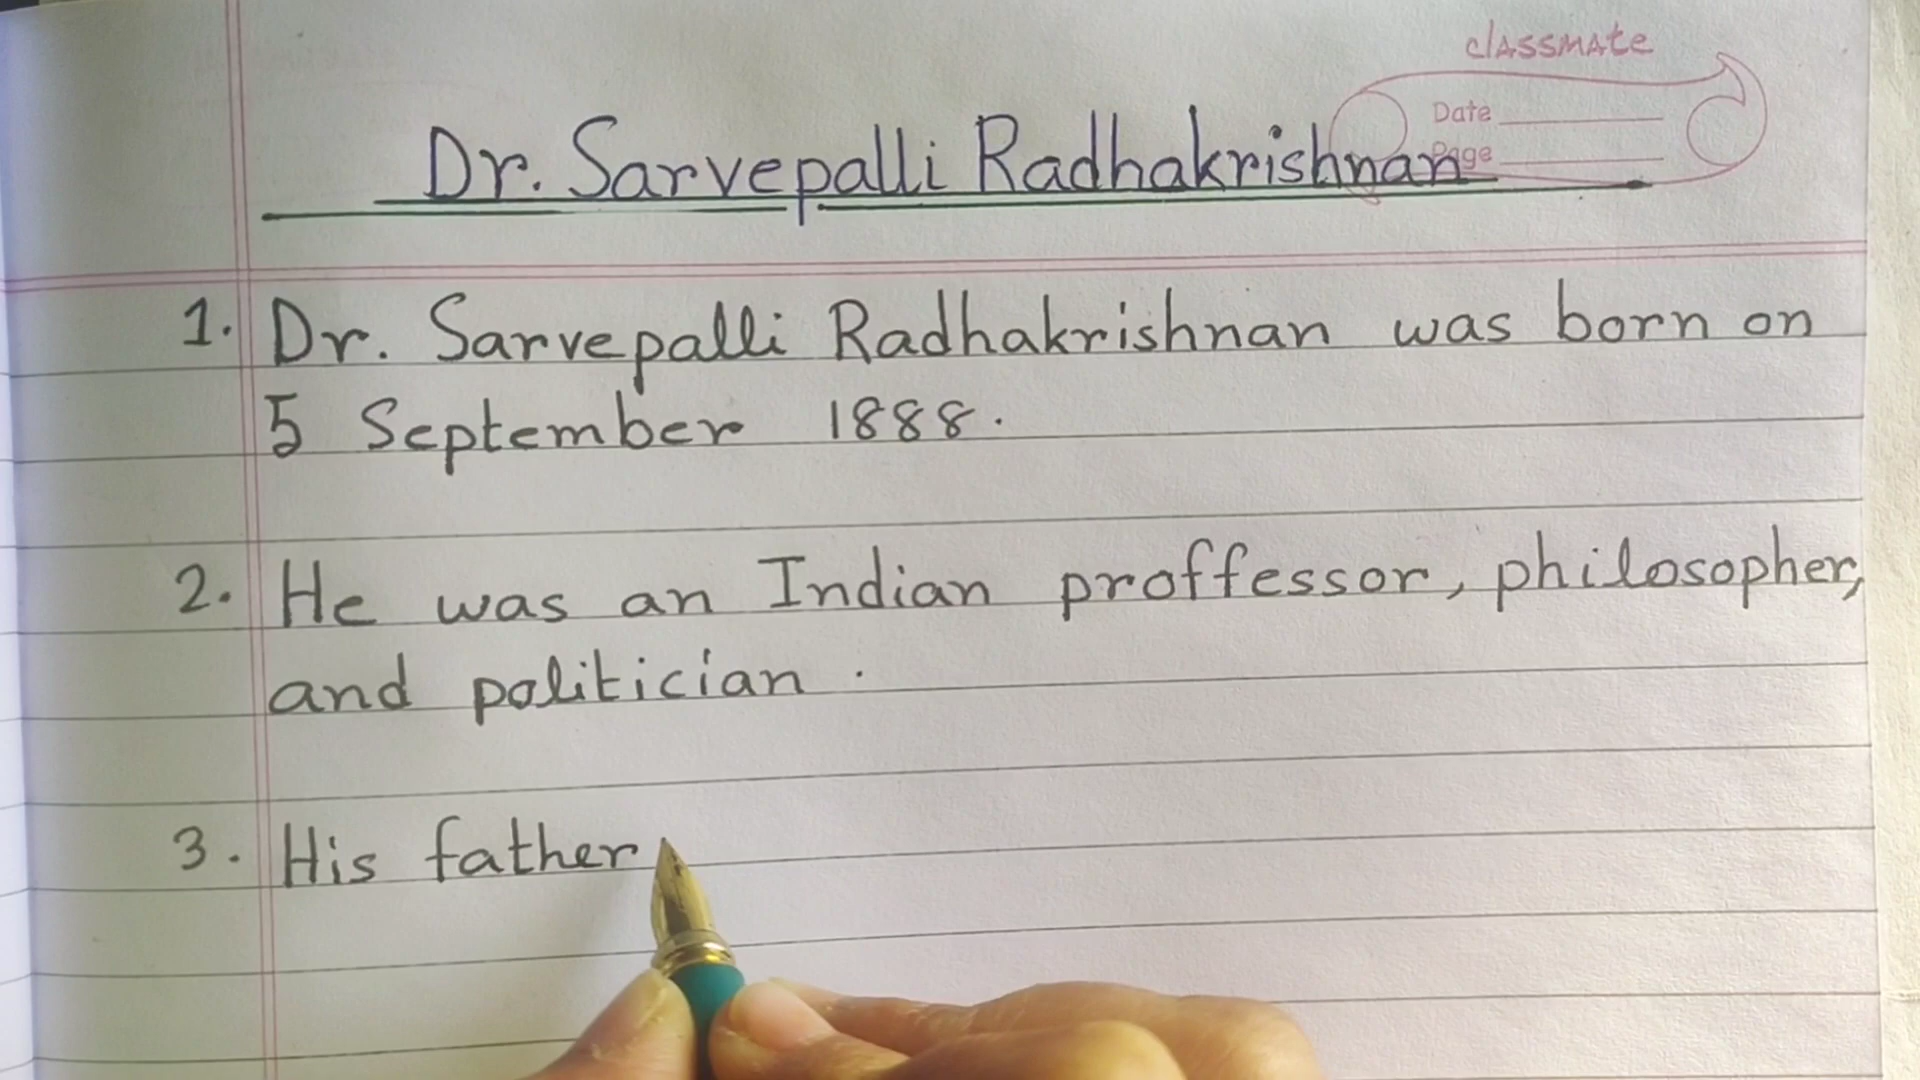 classmate
Date
Page
Dr. Sarvepalli Radhakrishnan
1. Dr. Sarvepalli Radhakrishnan was born on
5 September 1888.
2. He was an Indian proffessor, philosopher,
and politician.
3. His father